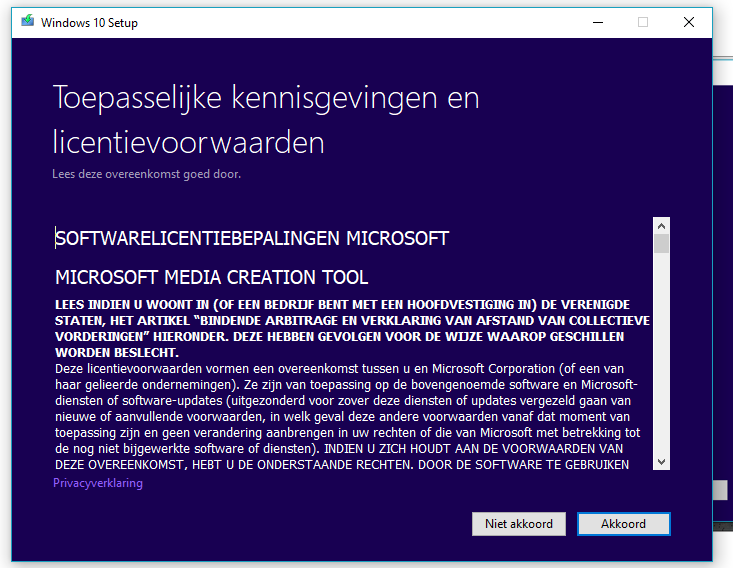 Windows 10 Setup
Toepasselijke kennisgevingen en
licentievoorwaarden
Lees deze overeenkomst goed door.
SOFTWARELICENTIEBEPALINGEN MICROSOFT
MICROSOFT MEDIA CREATION TOOL
LEES INDIEN U WOONT IN (OF EEN BEDRIJF BENT MET EEN HOOFDVESTIGING IN) DE VERENIGDE
STATEN, HET ARTIKEL “BINDENDE ARBITRAGE EN VERKLARING VAN AFSTAND VAN COLLECTIEVE
VORDERINGEN” HIERONDER. DEZE HEBBEN GEVOLGEN VOOR DE WIJZE WAAROP GESCHILLEN
WORDEN BESLECHT.
Deze licentievoorwaarden vormen een overeenkomst tussen u en Microsoft Corporation (of een van
haar gelieerde ondernemingen). Ze zijn van toepassing op de bovengenoemde software en Microsoft-
diensten of software-updates (uitgezonderd voor zover deze diensten of updates vergezeld gaan van
nieuwe of aanvullende voorwaarden, in welk geval deze andere voorwaarden vanaf dat moment van
toepassing zijn en geen verandering aanbrengen in uw rechten of die van Microsoft met betrekking tot
de nog niet bijgewerkte software of diensten). INDIEN U ZICH HOUDT AAN DE VOORWAARDEN VAN
DEZE OVEREENKOMST, HEBT U DE ONDERSTAANDE RECHTEN. DOOR DE SOFTWARE TE GEBRUIKEN
Privacyverklaring
Niet akkoord
Akkoord